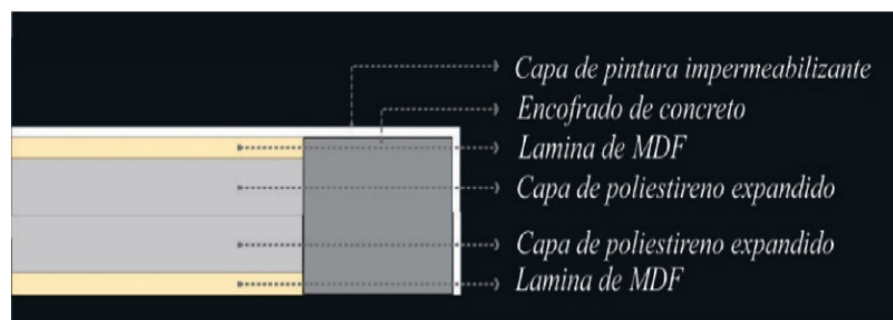 Capa de pintura impermeabilizante
Encofrado de concreto
Lamina de MDF
Capa de poliestireno expandido
Capa de poliestireno expandido
Lamina de MDF